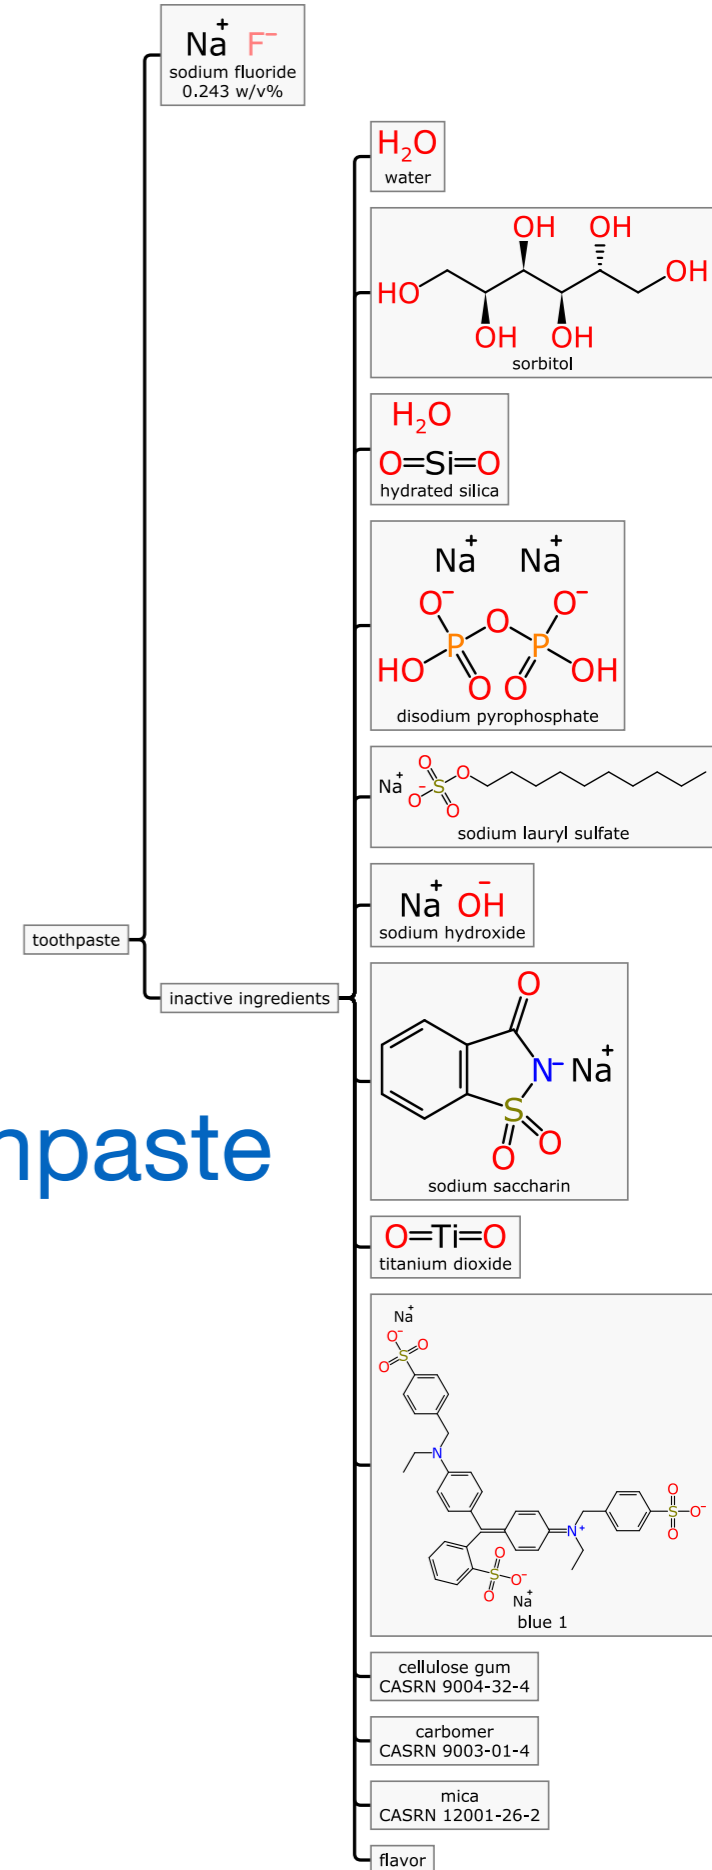 Na+ F−
sodium fluoride
0.243 w/v%
H2O
water
OH OH
HO OH
OH OH
sorbitol
H2O
O=Si=O
hydrated silica
Na+ Na+
O− O O−
P P
HO O O OH
disodium pyrophosphate
O O
Na+ S
O− O
sodium lauryl sulfate
Na+ OH−
sodium hydroxide
toothpaste
inactive ingredients
O
N− Na+
S
O O
sodium saccharin
npaste
O=Ti=O
titanium dioxide
Na+
O− O
S
O
N
O
S O−
N+ O
O
S O−
O Na+
blue 1
cellulose gum
CASRN 9004-32-4
carbomer
CASRN 9003-01-4
mica
CASRN 12001-26-2
flavor